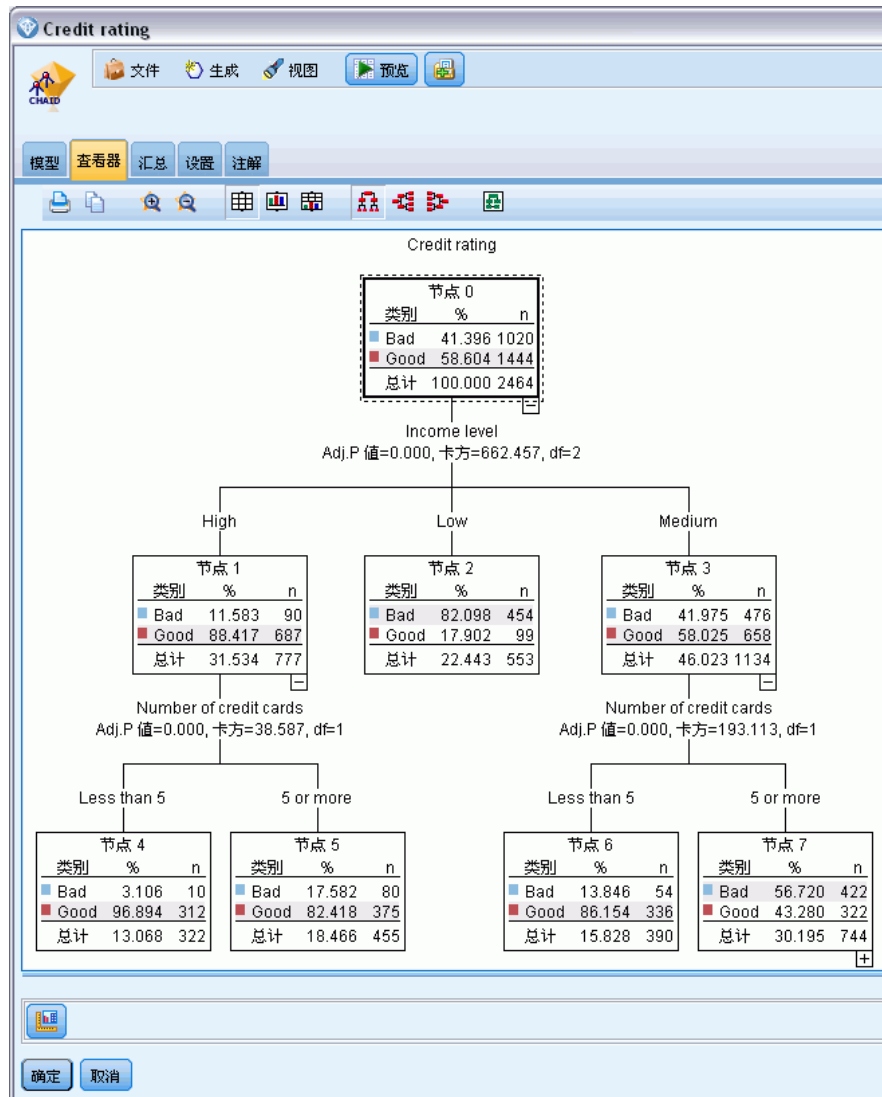 Credit rating
文件 生成 视图 预览
CHAID
模型 查看器 汇总 设置 注解
Credit rating
节点 0
类别 % n
Bad 41.396 1020
Good 58.604 1444
总计 100.000 2464
Income level
Adj.P 值=0.000, 卡方=662.457, df=2
High Low Medium
节点 1 节点 2 节点 3
类别 % n 类别 % n 类别 % n
Bad 11.583 90 Bad 82.098 454 Bad 41.975 476
Good 88.417 687 Good 17.902 99 Good 58.025 658
总计 31.534 777 总计 22.443 553 总计 46.023 1134
Number of credit cards Number of credit cards
Adj.P 值=0.000, 卡方=38.587, df=1 Adj.P 值=0.000, 卡方=193.113, df=1
Less than 5 5 or more Less than 5 5 or more
节点 4 节点 5 节点 6 节点 7
类别 % n 类别 % n 类别 % n 类别 % n
Bad 3.106 10 Bad 17.582 80 Bad 13.846 54 Bad 56.720 422
Good 96.894 312 Good 82.418 375 Good 86.154 336 Good 43.280 322
总计 13.068 322 总计 18.466 455 总计 15.828 390 总计 30.195 744
确定 取消